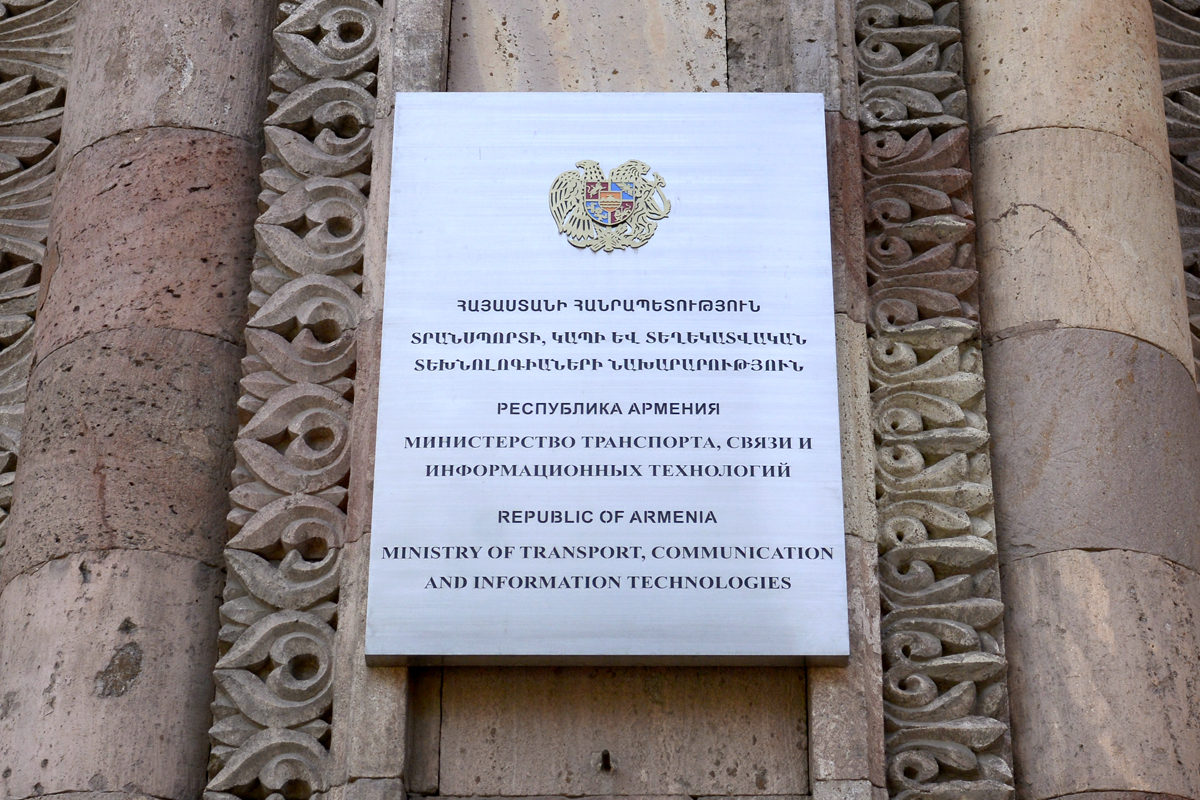 ՀԱՅԱՍՏԱՆԻ ՀԱՆՐԱՊԵՏՈՒԹՅՈՒՆ
ՏՐԱՆՍՊՈՐՏԻ, ԿԱՊԻ ԵՎ ՏԵՂԵԿԱՏՎԱԿԱՆ
ՏԵԽՆՈԼՈԳԻԱՆԵՐԻ ՆԱԽԱՐԱՐՈՒԹՅՈՒՆ
РЕСПУБЛИКА АРМЕНИЯ
МИНИСТЕРСТВО ТРАНСПОРТА, СВЯЗИ И
ИНФОРМАЦИОННЫХ ТЕХНОЛОГИЙ
REPUBLIC OF ARMENIA
MINISTRY OF TRANSPORT, COMMUNICATION
AND INFORMATION TECHNOLOGIES